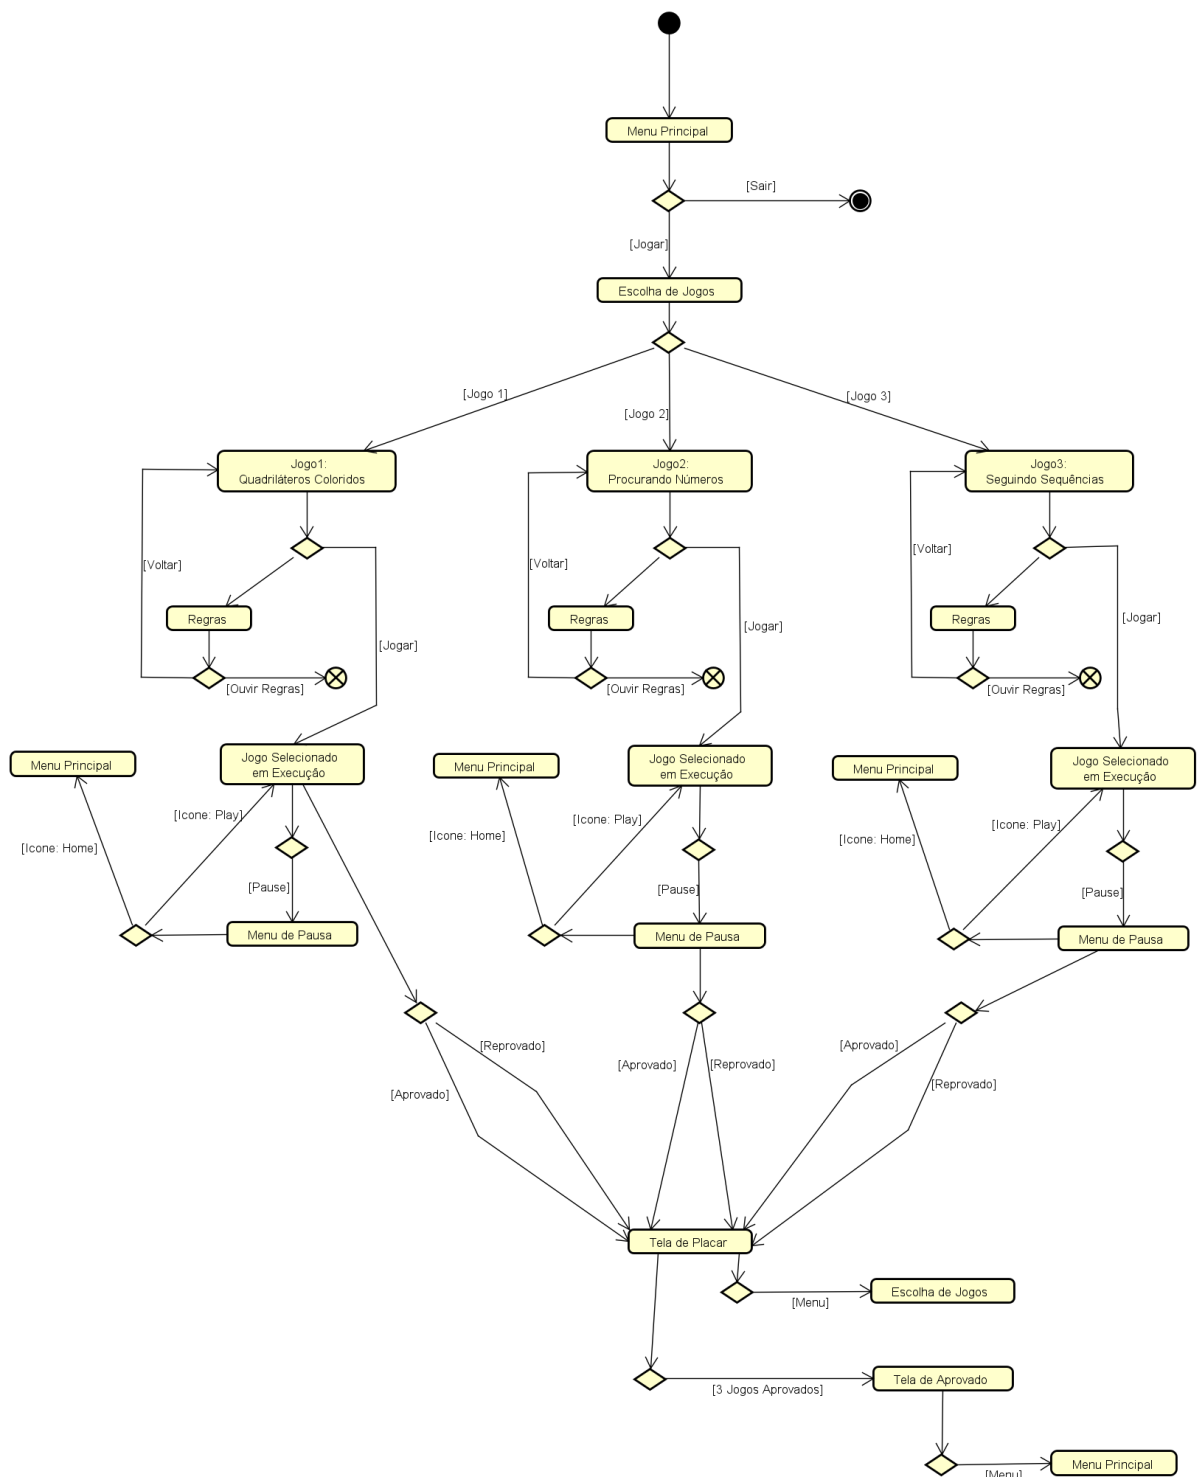 Menu Principal
[Sair]
[Jogar]
Escolha de Jogos
[Jogo 1]
[Jogo 2]
[Jogo 3]
Jogo1:
Quadriláteros Coloridos
Jogo2:
Procurando Números
Jogo3:
Seguindo Sequências
[Voltar]
[Voltar]
[Voltar]
Regras
Regras
Regras
[Jogar]
[Jogar]
[Jogar]
[Ouvir Regras]
[Ouvir Regras]
[Ouvir Regras]
Menu Principal
Jogo Selecionado
em Execução
Menu Principal
Jogo Selecionado
em Execução
Menu Principal
Jogo Selecionado
em Execução
[Icone: Play]
[Icone: Play]
[Icone: Play]
[Icone: Home]
[Icone: Home]
[Icone: Home]
[Pause]
[Pause]
[Pause]
Menu de Pausa
Menu de Pausa
Menu de Pausa
[Reprovado]
[Aprovado]
[Aprovado]
[Reprovado]
[Aprovado]
[Reprovado]
Tela de Placar
[Menu]
Escolha de Jogos
[3 Jogos Aprovados]
Tela de Aprovado
[Menu]
Menu Principal